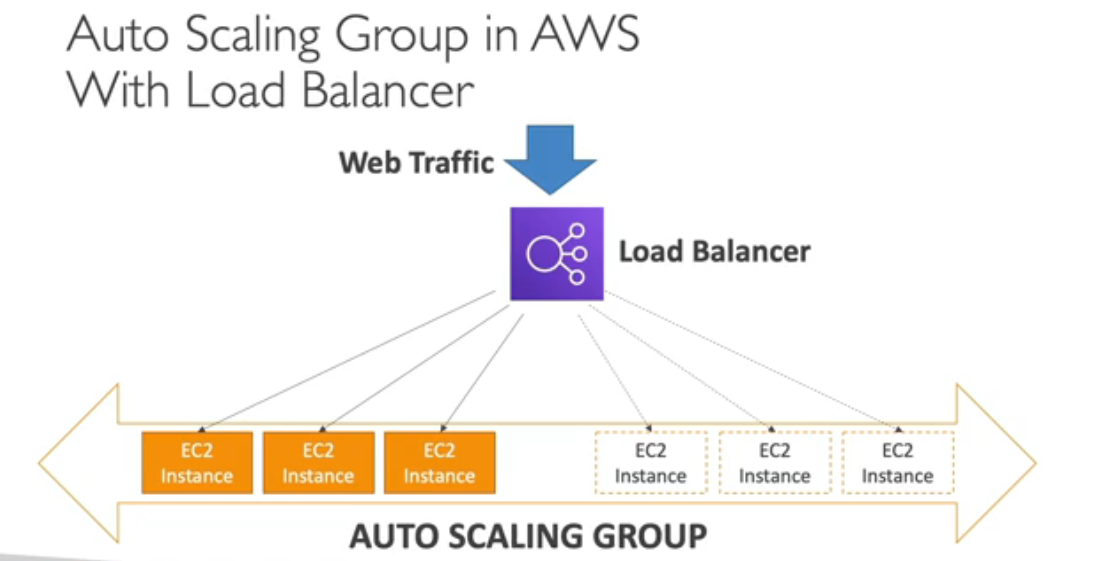 Auto Scaling Group in AWS
With Load Balancer
Web Traffic
Load Balancer
EC2
Instance
EC2
Instance
EC2
Instance
EC2
Instance
EC2
Instance
EC2
Instance
AUTO SCALING GROUP